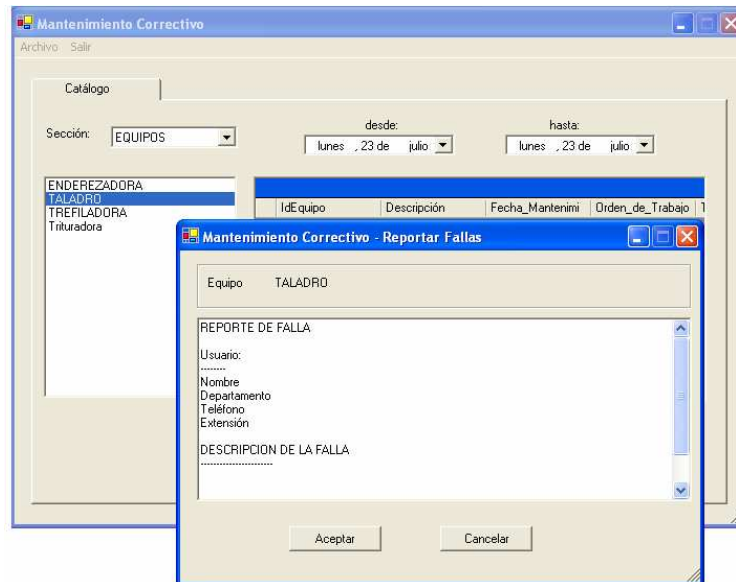 Mantenimiento Correctivo
Archivo Salir
Catálogo
Sección: EQUIPOS
desde: hasta:
lunes , 23 de julio lunes , 23 de julio
ENDEREZADORA
TALADRO
TREFILADORA
Trituradora
IdEquipo Descripción Fecha_Mantenimi Orden_de_Trabajo T
Mantenimiento Correctivo - Reportar Fallas
Equipo TALADRO
REPORTE DE FALLA
Usuario:
--------
Nombre
Departamento
Teléfono
Extensión
DESCRIPCION DE LA FALLA
-----------------------
Aceptar Cancelar